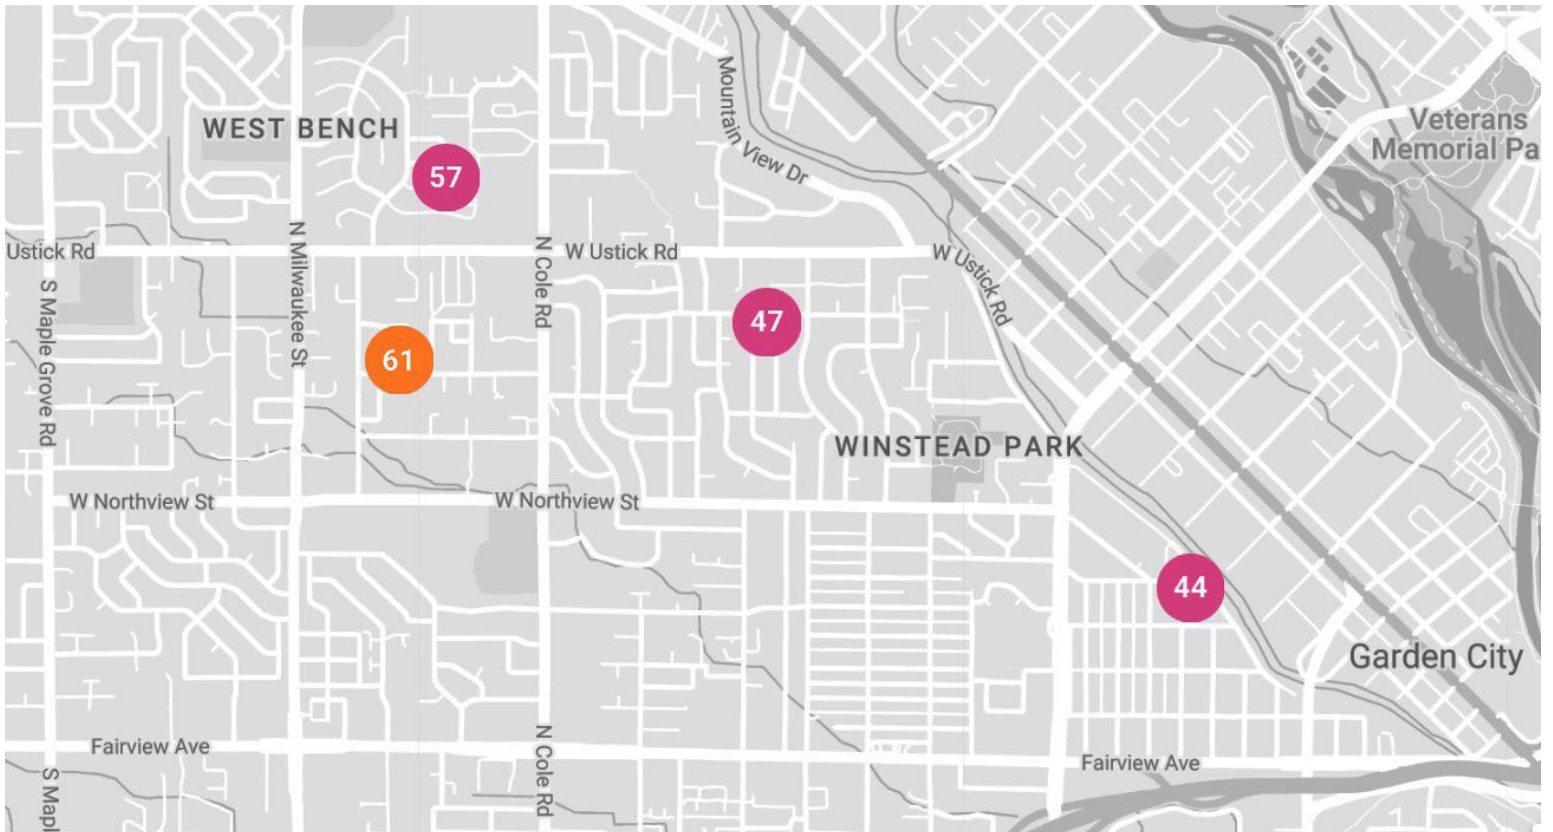 Mountain View Dr
Veterans
Memorial Pa
WEST BENCH
57
Ustick Rd
N Milwaukee St
N Cole Rd
W Ustick Rd
W Ustick Rd
S Maple Grove Rd
47
61
WINSTEAD PARK
W Northview St
W Northview St
44
Garden City
Fairview Ave
N Cole Rd
Fairview Ave
S Mapl